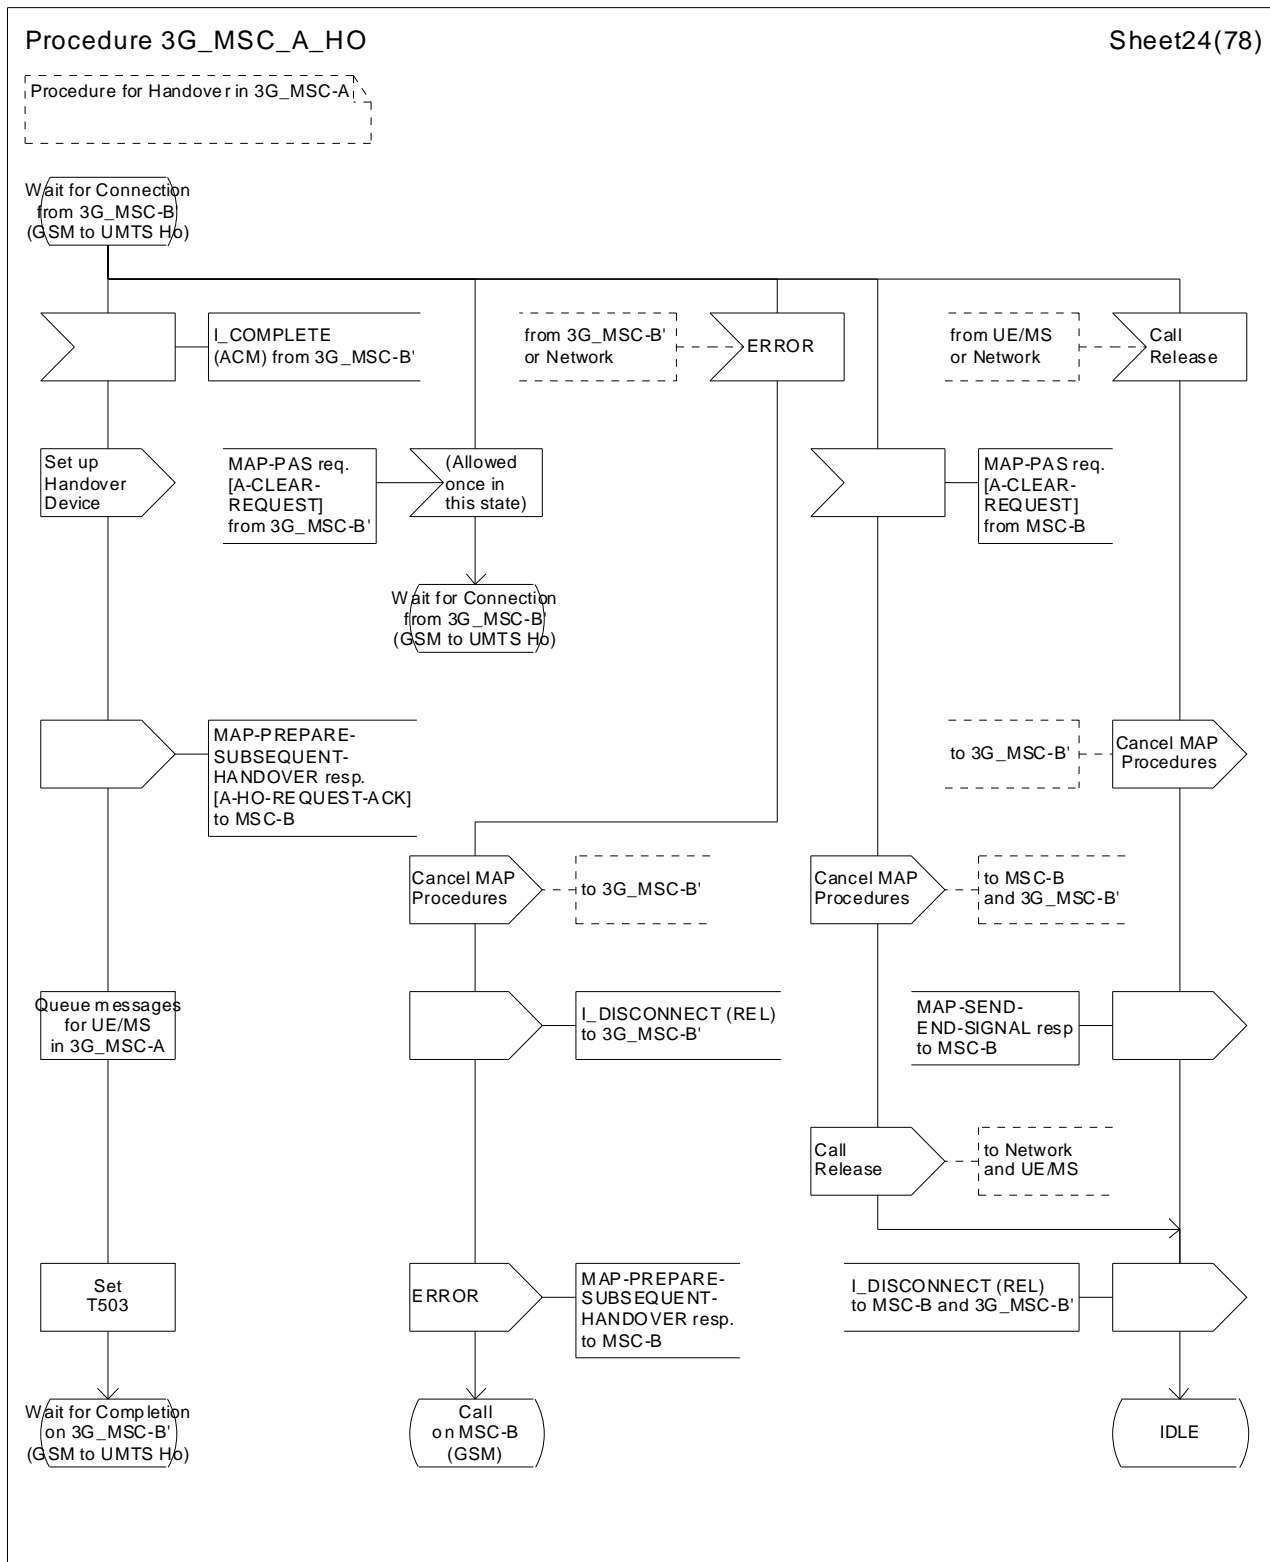 Procedure 3G_MSC_A_HO
Sheet24(78)
Procedure for Handover in 3G_MSC-A
Wait for Connection
from 3G_MSC-B'
(GSM to UMTS Ho)
I_COMPLETE
(ACM) from 3G_MSC-B'
from 3G_MSC-B'
or Network
ERROR
from UE/MS
or Network
Call
Release
Set up
Handover
Device
MAP-PAS req.
[A-CLEAR-
REQUEST]
from 3G_MSC-B'
(Allowed
once in
this state)
MAP-PAS req.
[A-CLEAR-
REQUEST]
from MSC-B
Wait for Connection
from 3G_MSC-B'
(GSM to UMTS Ho)
MAP-PREPARE-
SUBSEQUENT-
HANDOVER resp.
[A-HO-REQUEST-ACK]
to MSC-B
to 3G_MSC-B'
Cancel MAP
Procedures
Cancel MAP
Procedures
to 3G_MSC-B'
Cancel MAP
Procedures
to MSC-B
and 3G_MSC-B'
Queue messages
for UE/MS
in 3G_MSC-A
I_DISCONNECT (REL)
to 3G_MSC-B'
MAP-SEND-
END-SIGNAL resp
to MSC-B
Call
Release
to Network
and UE/MS
Set
T503
ERROR
MAP-PREPARE-
SUBSEQUENT-
HANDOVER resp.
to MSC-B
I_DISCONNECT (REL)
to MSC-B and 3G_MSC-B'
Wait for Completion
on 3G_MSC-B'
(GSM to UMTS Ho)
Call
on MSC-B
(GSM)
IDLE